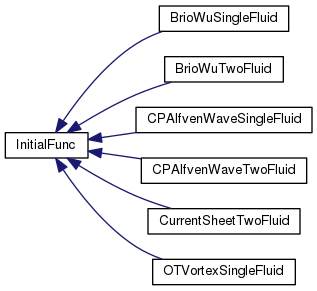 BrioWuSingleFluid
BrioWuTwoFluid
CPAlfvenWaveSingleFluid
InitialFunc
CPAlfvenWaveTwoFluid
CurrentSheetTwoFluid
OTVortexSingleFluid